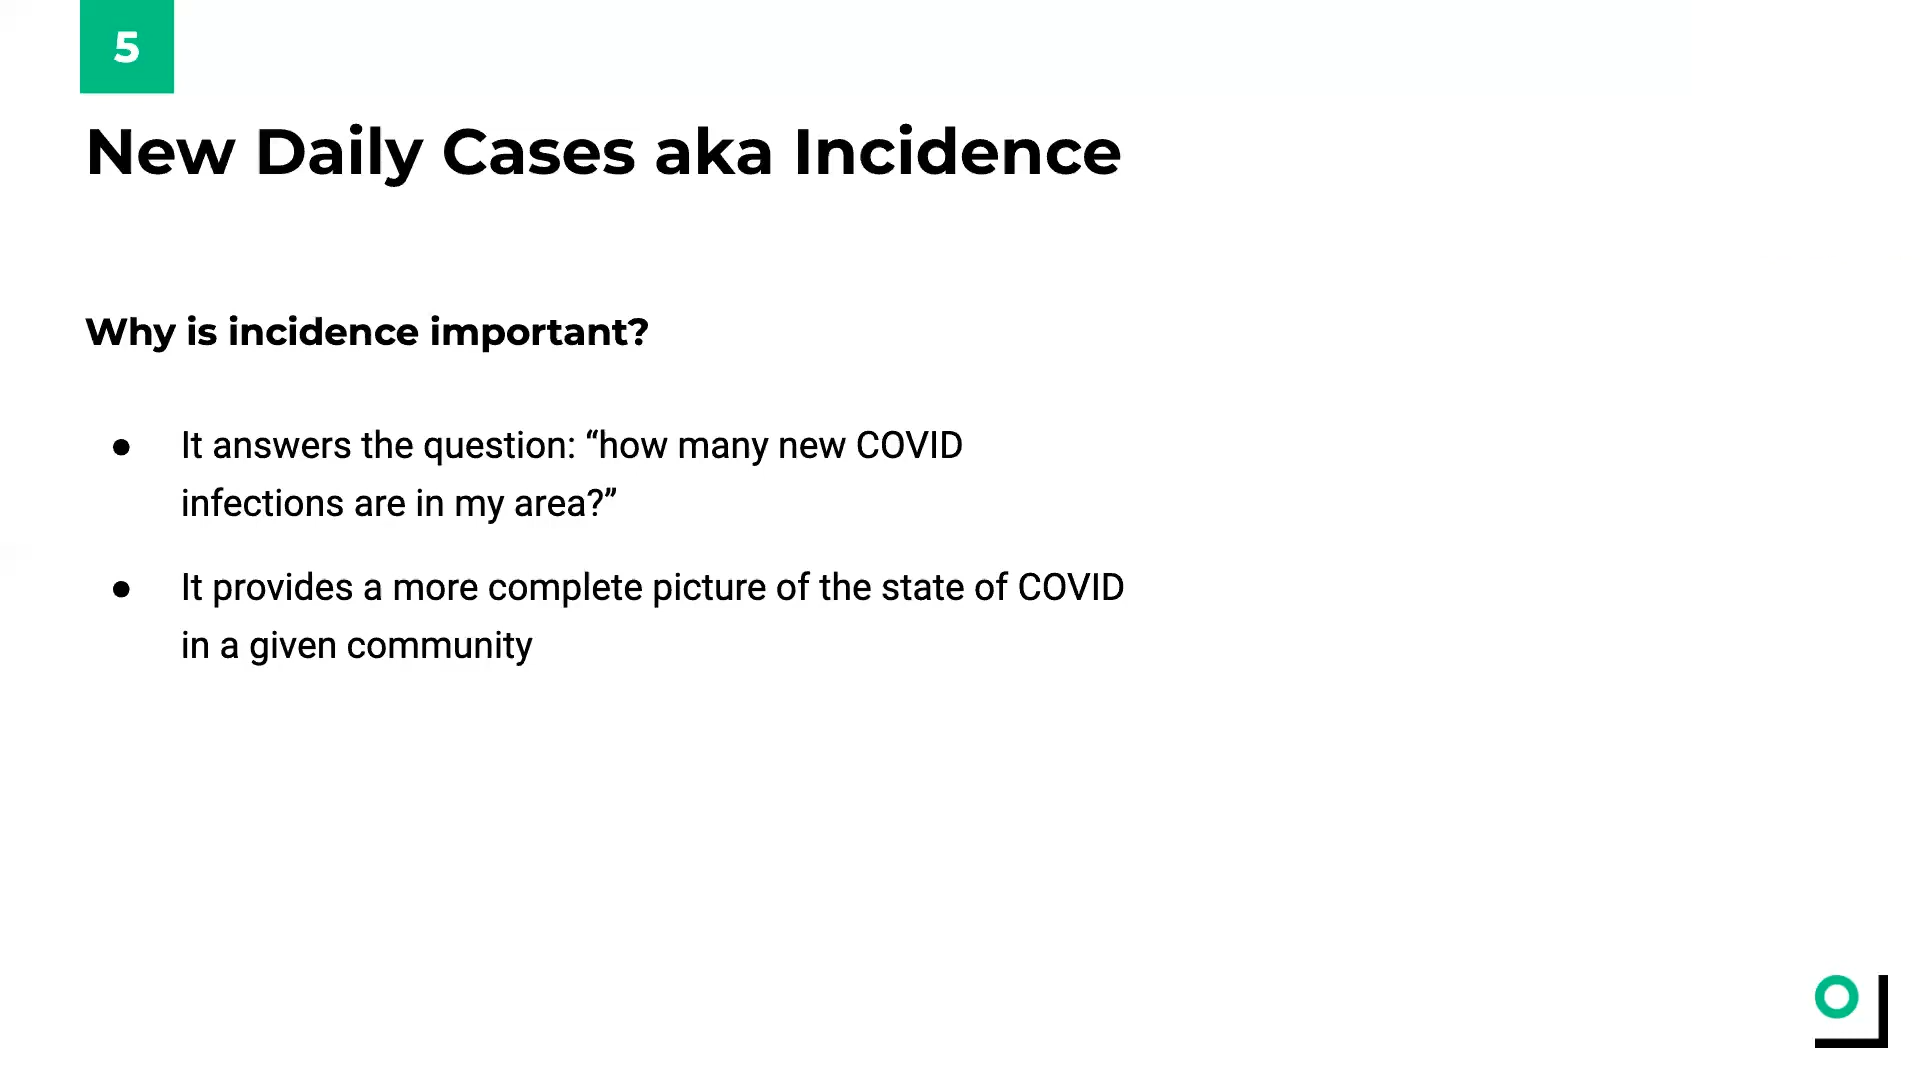 5
New Daily Cases aka Incidence
Why is incidence important?
● It answers the question: “how many new COVID
infections are in my area?”
● It provides a more complete picture of the state of COVID
in a given community